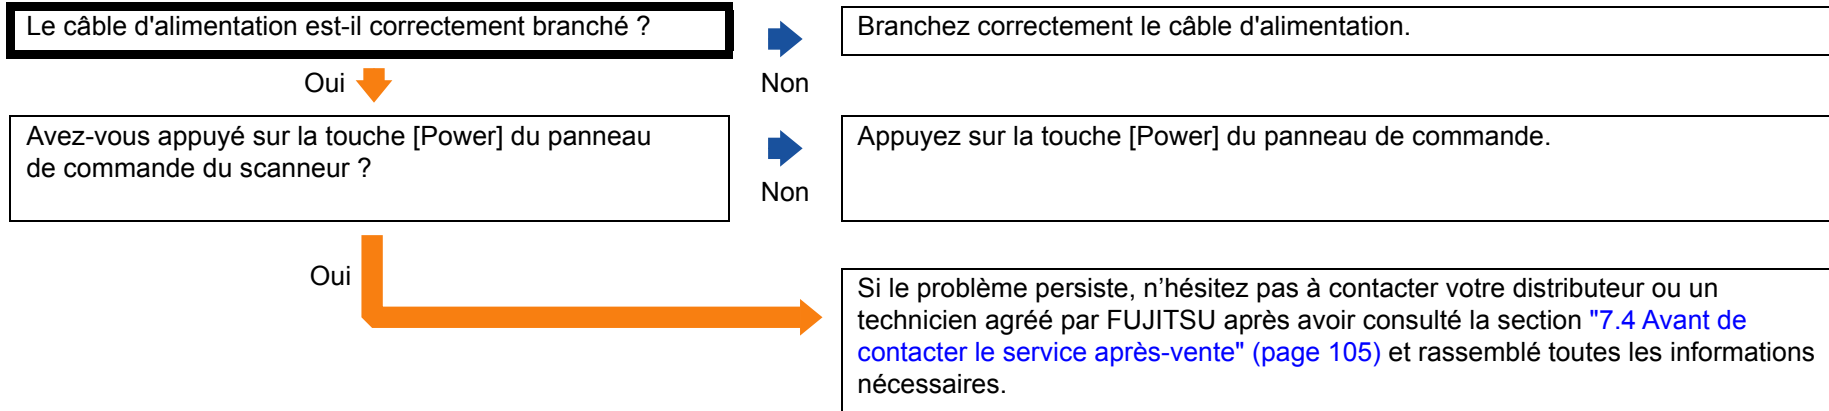 Le câble d'alimentation est-il correctement branché ?
Branchez correctement le câble d'alimentation.
Oui
Non
Avez-vous appuyé sur la touche [Power] du panneau
de commande du scanneur ?
Appuyez sur la touche [Power] du panneau de commande.
Non
Oui
Si le problème persiste, n’hésitez pas à contacter votre distributeur ou un
technicien agréé par FUJITSU après avoir consulté la section "7.4 Avant de
contacter le service après-vente" (page 105) et rassemblé toutes les informations
nécessaires.